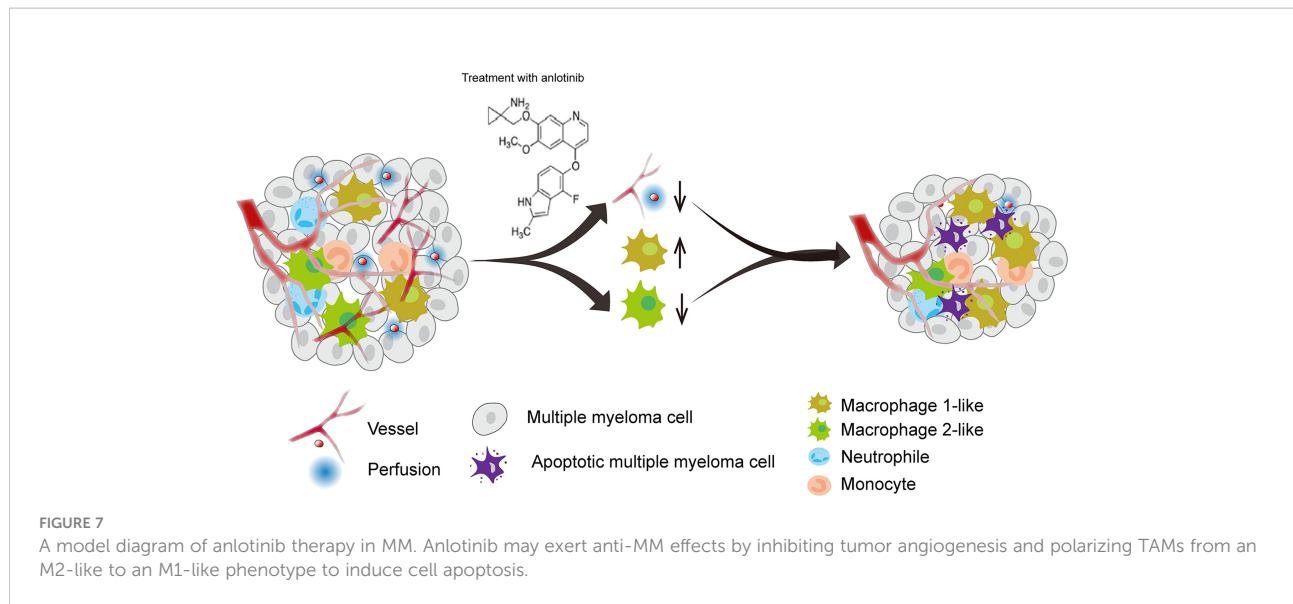 Treatment with anlotinib
NH₂
O
N
H₃CO
O
F
HN
CH₃
Vessel
Perfusion
Multiple myeloma cell
Apoptotic multiple myeloma cell
Macrophage 1-like
Macrophage 2-like
Neutrophile
Monocyte
FIGURE 7
A model diagram of anlotinib therapy in MM. Anlotinib may exert anti-MM effects by inhibiting tumor angiogenesis and polarizing TAMs from an
M2-like to an M1-like phenotype to induce cell apoptosis.